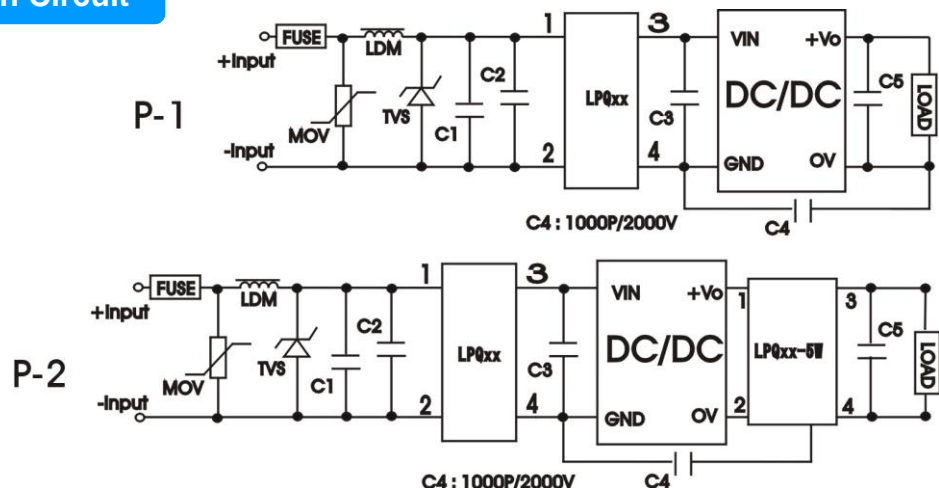 n Circuit
P-1
+Input
FUSE
LDM
MOV
TVS
C1
C2
-Input
1
2
LPQxx
3
4
C3
VIN
+Vo
DC/DC
GND
OV
C5
LOAD
C4 : 1000P/2000V
C4
P-2
+Input
FUSE
LDM
MOV
TVS
C1
C2
-Input
1
2
LPQxx
3
4
C3
VIN
+Vo
DC/DC
GND
OV
1
2
LPQxx-5W
3
4
C5
LOAD
C4 : 1000P/2000V
C4